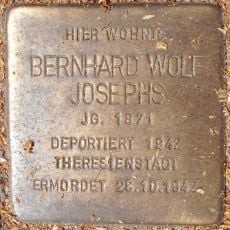 HIER WOHNTE
BERNHARD WOLF
JOSEPHS
JG. 1871
DEPORTIERT 1942
THERESIENSTADT
ERMORDET 26.10.1942